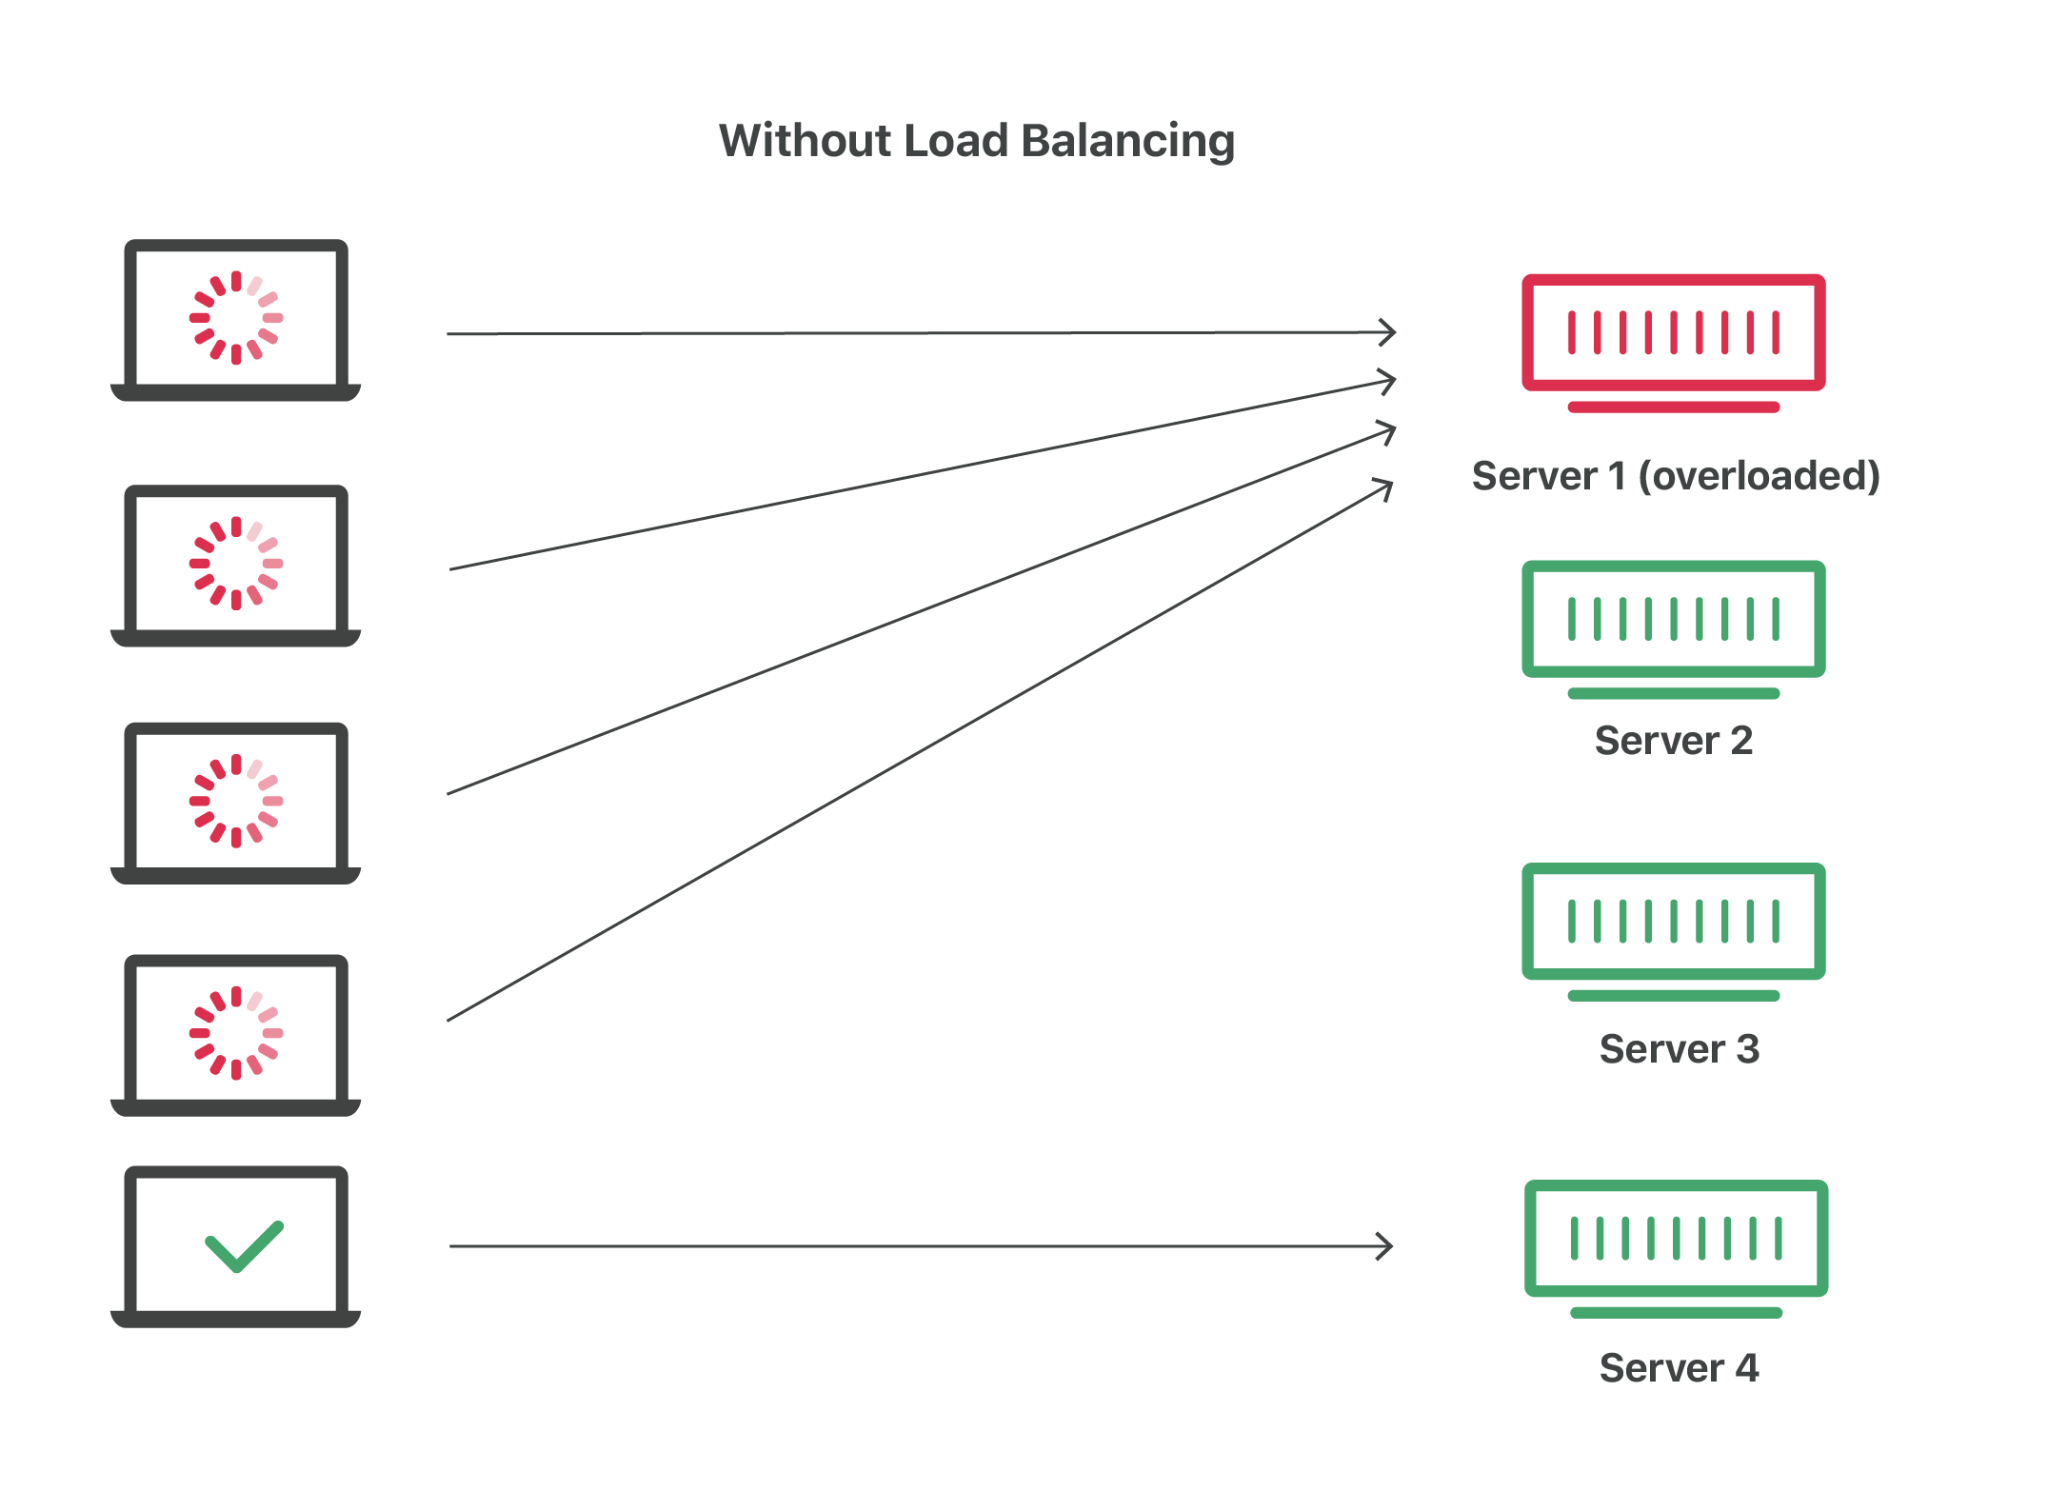 Without Load Balancing
Server 1 (overloaded)
Server 2
Server 3
Server 4